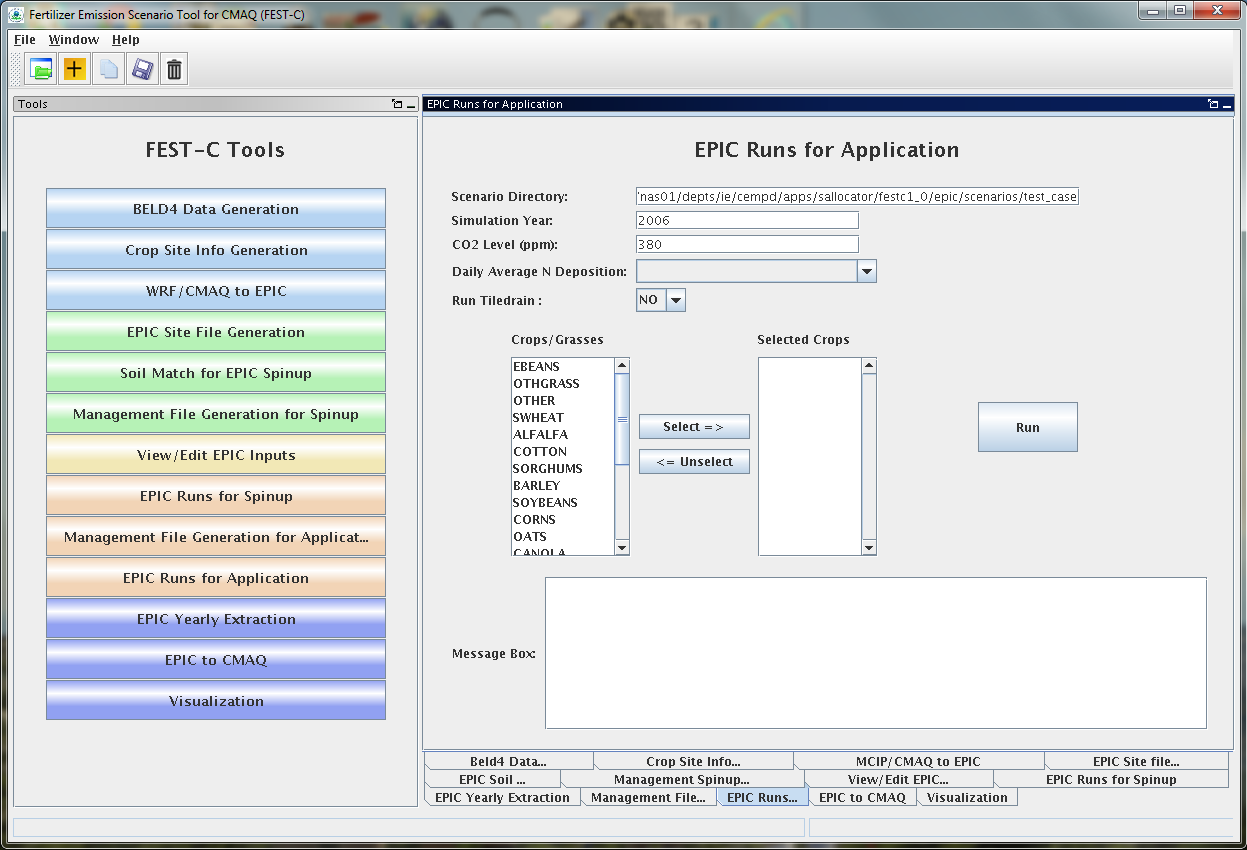 Fertilizer Emission Scenario Tool for CMAQ (FEST-C)
File Window Help
Tools
FEST-C Tools
BELD4 Data Generation
Crop Site Info Generation
WRF/CMAQ to EPIC
EPIC Site File Generation
Soil Match for EPIC Spinup
Management File Generation for Spinup
View/Edit EPIC Inputs
EPIC Runs for Spinup
Management File Generation for Applicat...
EPIC Runs for Application
EPIC Yearly Extraction
EPIC to CMAQ
Visualization
EPIC Runs for Application
EPIC Runs for Application
Scenario Directory: 'nas01/depts/ie/cempd/apps/sallocator/festc1_0/epic/scenarios/test_case
Simulation Year: 2006
CO2 Level (ppm): 380
Daily Average N Deposition:
Run Tiledrain : NO
Crops/Grasses Selected Crops
EBEANS
OTHGRASS
OTHER
SWHEAT
ALFALFA
COTTON
SORGHUMS
BARLEY
SOYBEANS
CORNS
OATS
CANOLA
Select =>
<= Unselect
Run
Message Box:
Beld4 Data... Crop Site Info... MCIP/CMAQ to EPIC EPIC Site file...
EPIC Soil ... Management Spinup... View/Edit EPIC... EPIC Runs for Spinup
EPIC Yearly Extraction Management File... EPIC Runs... EPIC to CMAQ Visualization